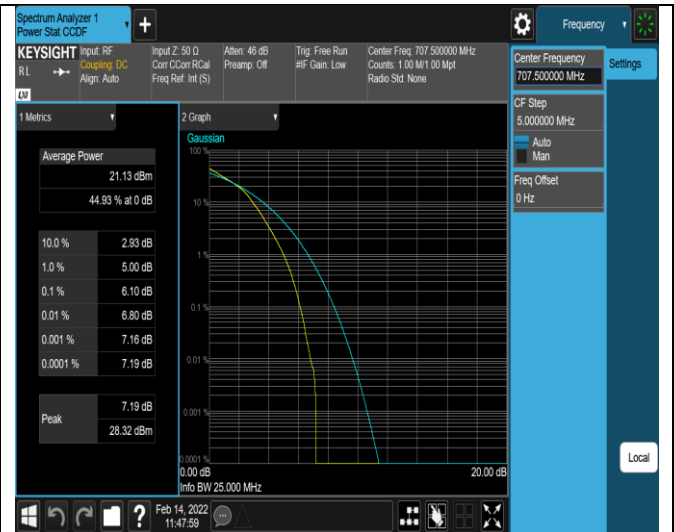 Spectrum Analyzer 1
Power Stat CCDF
Frequency
KEYSIGHT
RL
LXI
Input: RF
Coupling: DC
Align: Auto
Input Z: 50 Ω
Corr CCorr RCal
Freq Ref: Int (S)
Atten: 46 dB
Preamp: Off
Trig: Free Run
#IF Gain: Low
Center Freq: 707.500000 MHz
Counts: 1.00 M/1.00 Mpt
Radio Std: None
Center Frequency
707.500000 MHz
Settings
CF Step
5.000000 MHz
Auto
Man
Freq Offset
0 Hz
1 Metrics
Average Power
21.13 dBm
44.93 % at 0 dB
10.0 % 2.93 dB
1.0 % 5.00 dB
0.1 % 6.10 dB
0.01 % 6.80 dB
0.001 % 7.16 dB
0.0001 % 7.19 dB
Peak
7.19 dB
28.32 dBm
2 Graph
Gaussian
100 %
10 %
1 %
0.1 %
0.01 %
0.001 %
0.0001 %
0.00 dB 20.00 dB
Info BW 25.000 MHz
Local
?
Feb 14, 2022
11:47:59